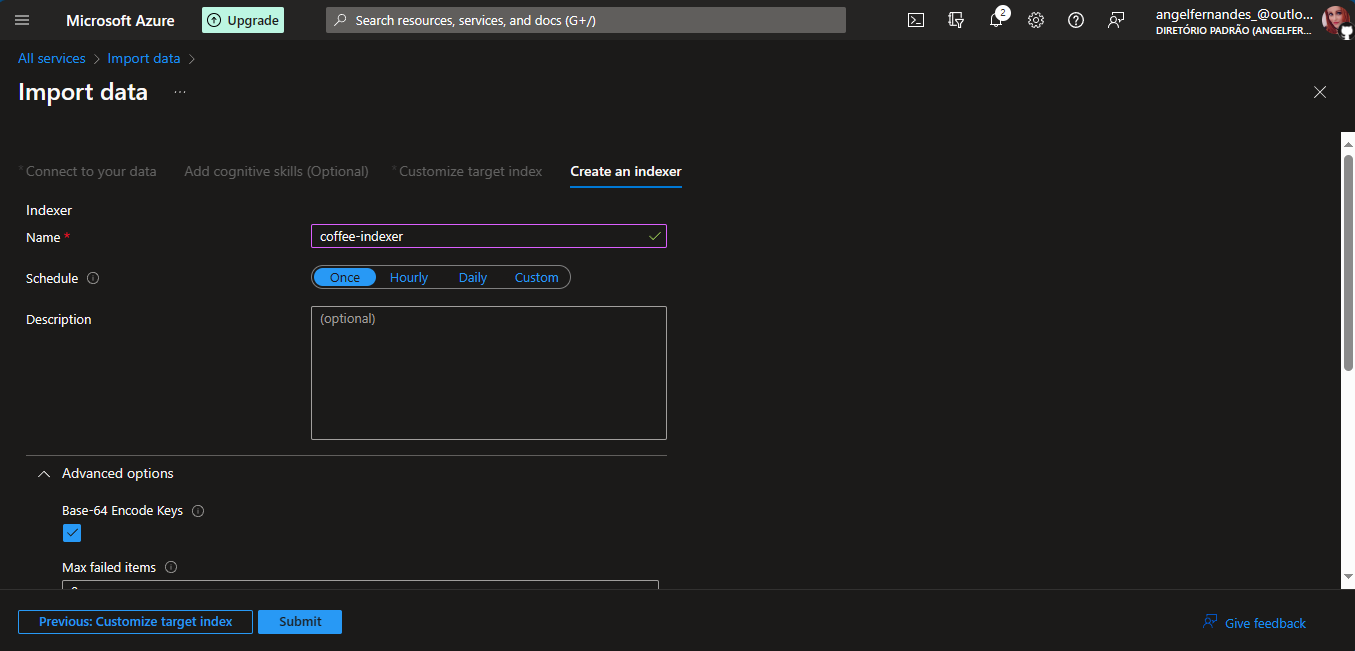 Microsoft Azure
Upgrade
Search resources, services, and docs (G+/)
2
angelfernandes_@outlo...
DIRETÓRIO PADRÃO (ANGELFER...
All services > Import data >
Import data ...
* Connect to your data
Add cognitive skills (Optional)
* Customize target index
Create an indexer
Indexer
Name *
coffee-indexer
Schedule
Once
Hourly
Daily
Custom
Description
(optional)
Advanced options
Base-64 Encode Keys
Max failed items
Previous: Customize target index
Submit
Give feedback